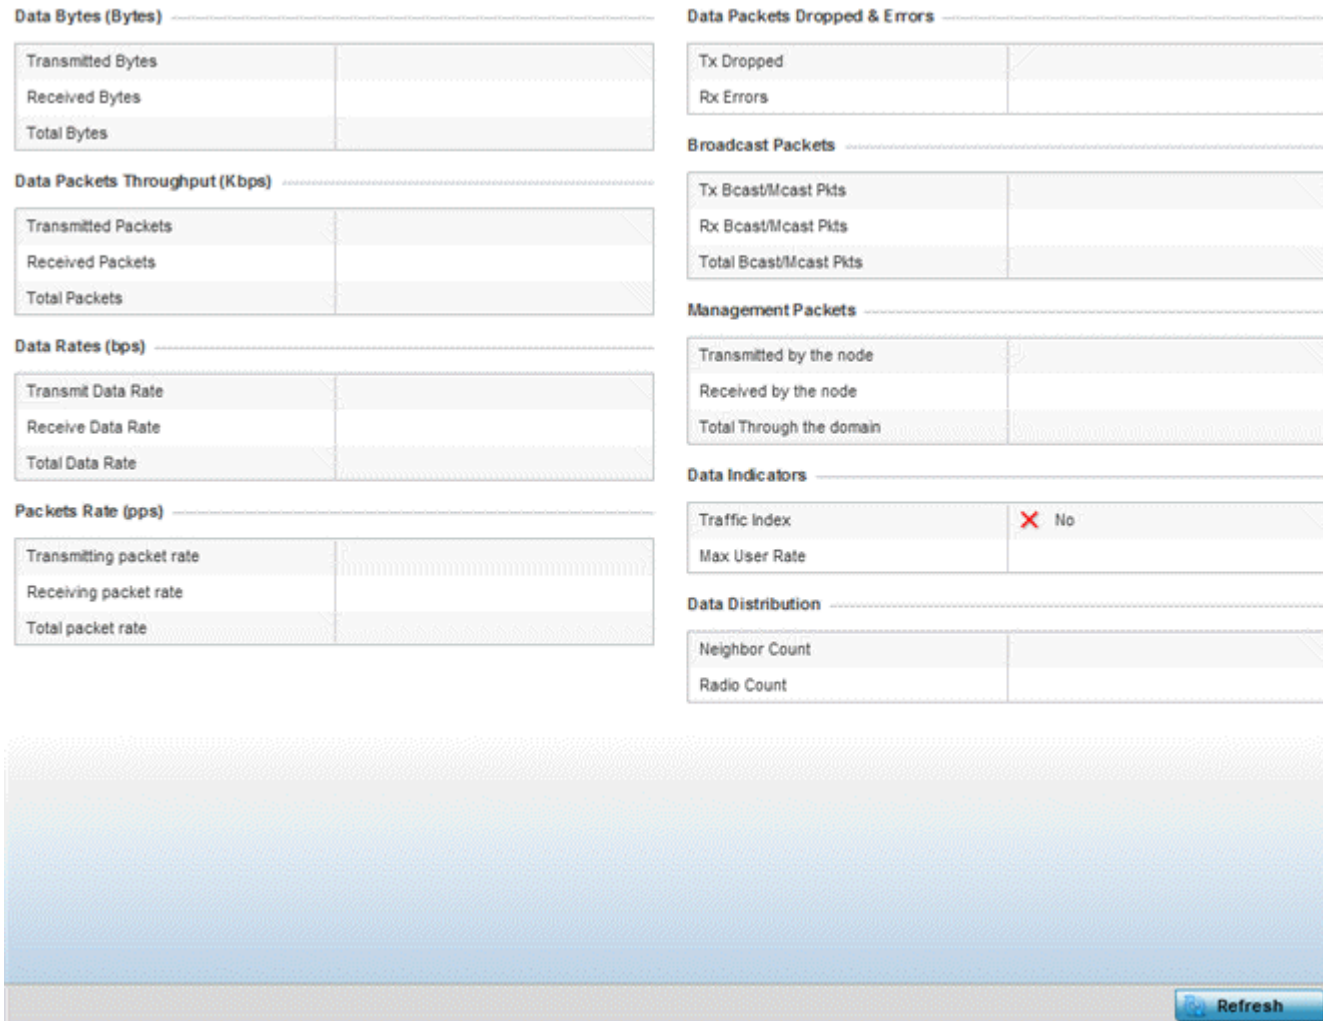 Data Bytes (Bytes)
Transmitted Bytes
Received Bytes
Total Bytes
Data Packets Throughput (Kbps)
Transmitted Packets
Received Packets
Total Packets
Data Rates (bps)
Transmit Data Rate
Receive Data Rate
Total Data Rate
Packets Rate (pps)
Transmitting packet rate
Receiving packet rate
Total packet rate
Data Packets Dropped & Errors
Tx Dropped
Rx Errors
Broadcast Packets
Tx Bcast/Mcast Pkts
Rx Bcast/Mcast Pkts
Total Bcast/Mcast Pkts
Management Packets
Transmitted by the node
Received by the node
Total Through the domain
Data Indicators
Traffic Index No
Max User Rate
Data Distribution
Neighbor Count
Radio Count
Refresh